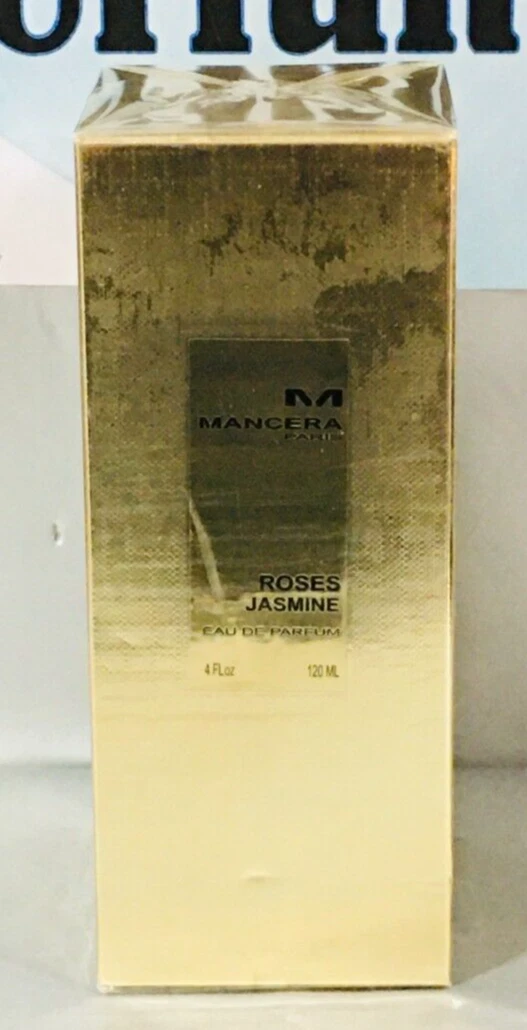 M
MANCERA
PARIS
ROSES
JASMINE
EAU DE PARFUM
4 FLoz 120 ML